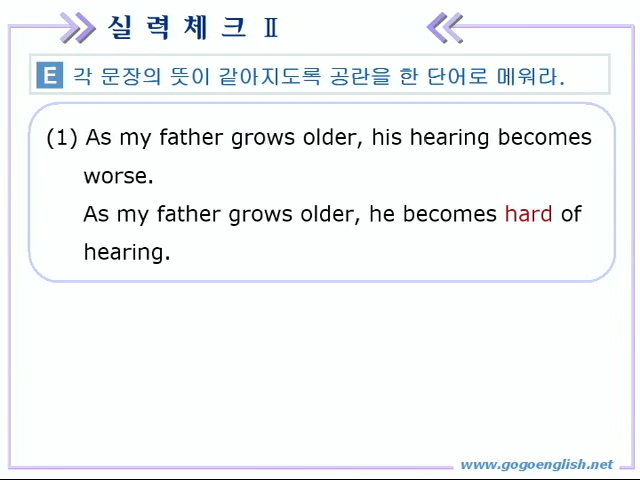 실 력 체 크 Ⅱ
E 각 문장의 뜻이 같아지도록 공란을 한 단어로 메워라.
(1) As my father grows older, his hearing becomes
worse.
As my father grows older, he becomes hard of
hearing.
www.gogoenglish.net